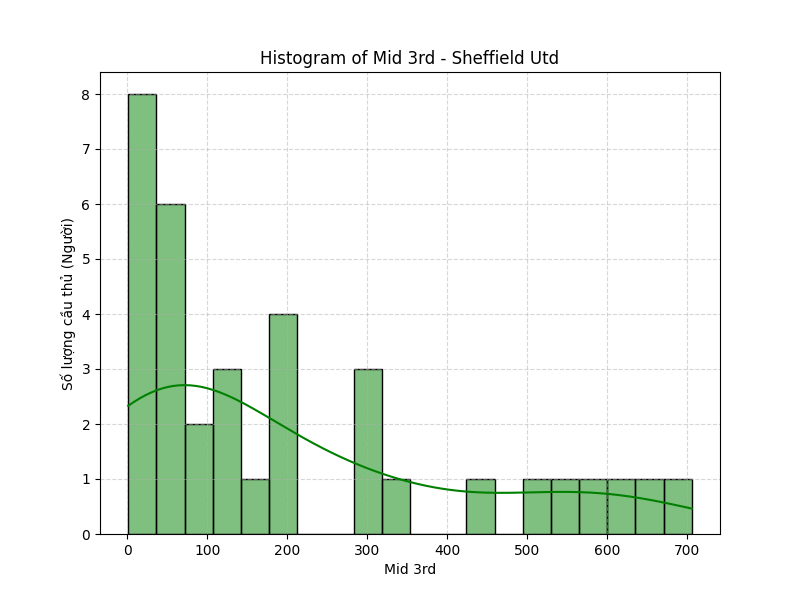 Histogram of Mid 3rd - Sheffield Utd
8
7
6
5
4
3
2
1
0
Số lượng cầu thủ (Người)
0 100 200 300 400 500 600 700
Mid 3rd